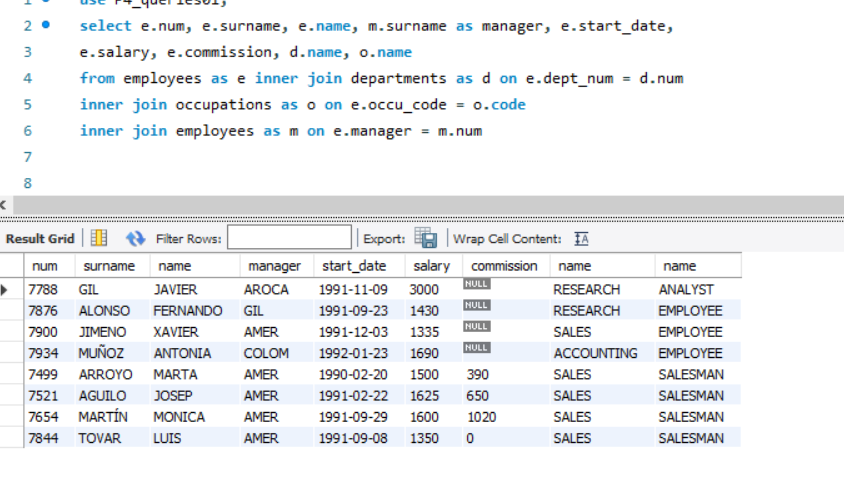 1 use P4_queries01;
2 select e.num, e.surname, e.name, m.surname as manager, e.start_date,
3 e.salary, e.commission, d.name, o.name
4 from employees as e inner join departments as d on e.dept_num = d.num
5 inner join occupations as o on e.occu_code = o.code
6 inner join employees as m on e.manager = m.num
7
8
Result Grid Filter Rows: Export: Wrap Cell Content: IA
num surname name manager start_date salary commission name name
7788 GIL JAVIER AROCA 1991-11-09 3000 NULL RESEARCH ANALYST
7876 ALONSO FERNANDO GIL 1991-09-23 1430 NULL RESEARCH EMPLOYEE
7900 JIMENO XAVIER AMER 1991-12-03 1335 NULL SALES EMPLOYEE
7934 MUÑOZ ANTONIA COLOM 1992-01-23 1690 NULL ACCOUNTING EMPLOYEE
7499 ARROYO MARTA AMER 1990-02-20 1500 390 SALES SALESMAN
7521 AGUILO JOSEP AMER 1991-02-22 1625 650 SALES SALESMAN
7654 MARTÍN MONICA AMER 1991-09-29 1600 1020 SALES SALESMAN
7844 TOVAR LUIS AMER 1991-09-08 1350 0 SALES SALESMAN